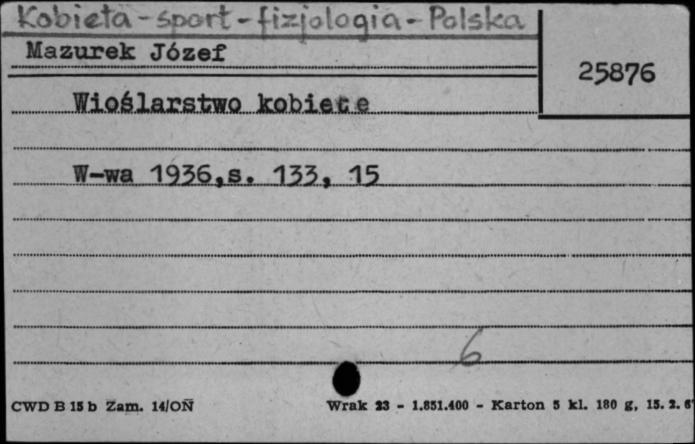 Kobieta - sport - fizjologia - Polska
Mazurek Józef
25876
Wioślarstwo kobiece
W-wa 1936,s. 133, 15
6
CWD B 15 b Zam. 14/OŃ
Wrak 23 - 1.851.400 - Karton 5 kl. 180 g, 15. 2. 6